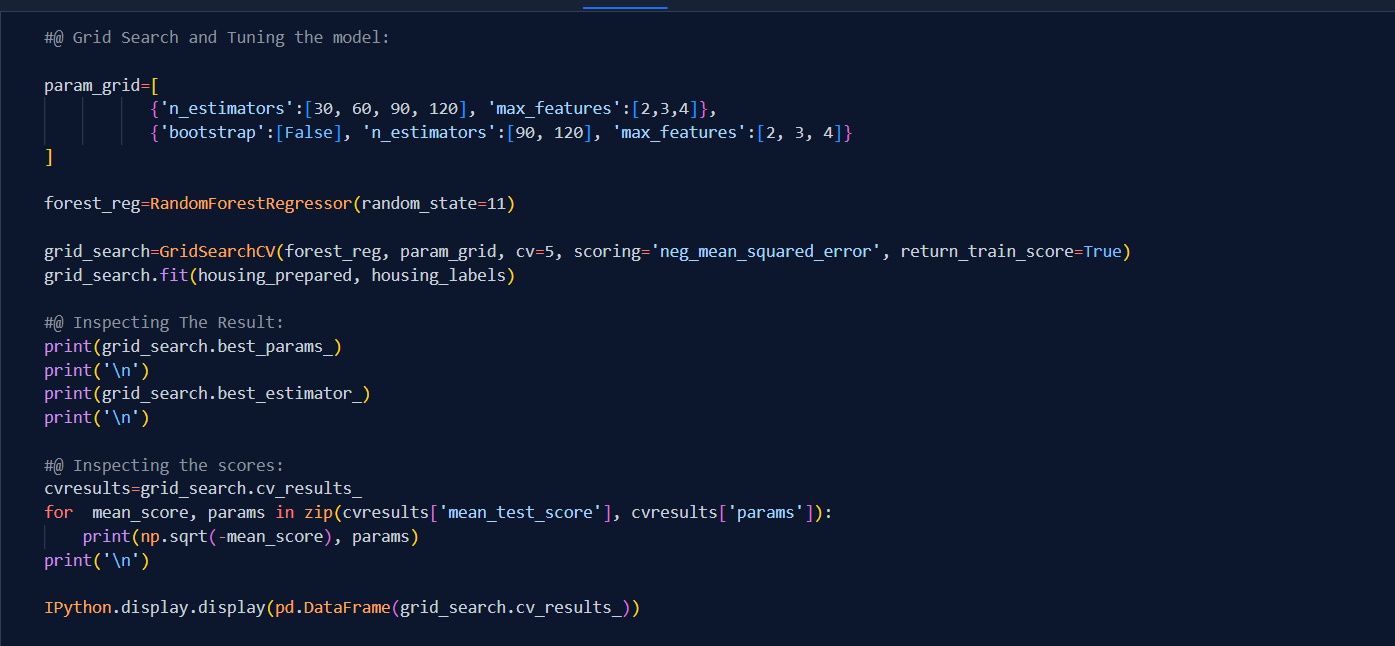 #@ Grid Search and Tuning the model:
param_grid=[
{'n_estimators':[30, 60, 90, 120], 'max_features':[2,3,4]},
{'bootstrap':[False], 'n_estimators':[90, 120], 'max_features':[2, 3, 4]}
]
forest_reg=RandomForestRegressor(random_state=11)
grid_search=GridSearchCV(forest_reg, param_grid, cv=5, scoring='neg_mean_squared_error', return_train_score=True)
grid_search.fit(housing_prepared, housing_labels)
#@ Inspecting The Result:
print(grid_search.best_params_)
print('\n')
print(grid_search.best_estimator_)
print('\n')
#@ Inspecting the scores:
cvresults=grid_search.cv_results_
for  mean_score, params in zip(cvresults['mean_test_score'], cvresults['params']):
    print(np.sqrt(-mean_score), params)
print('\n')
IPython.display.display(pd.DataFrame(grid_search.cv_results_))